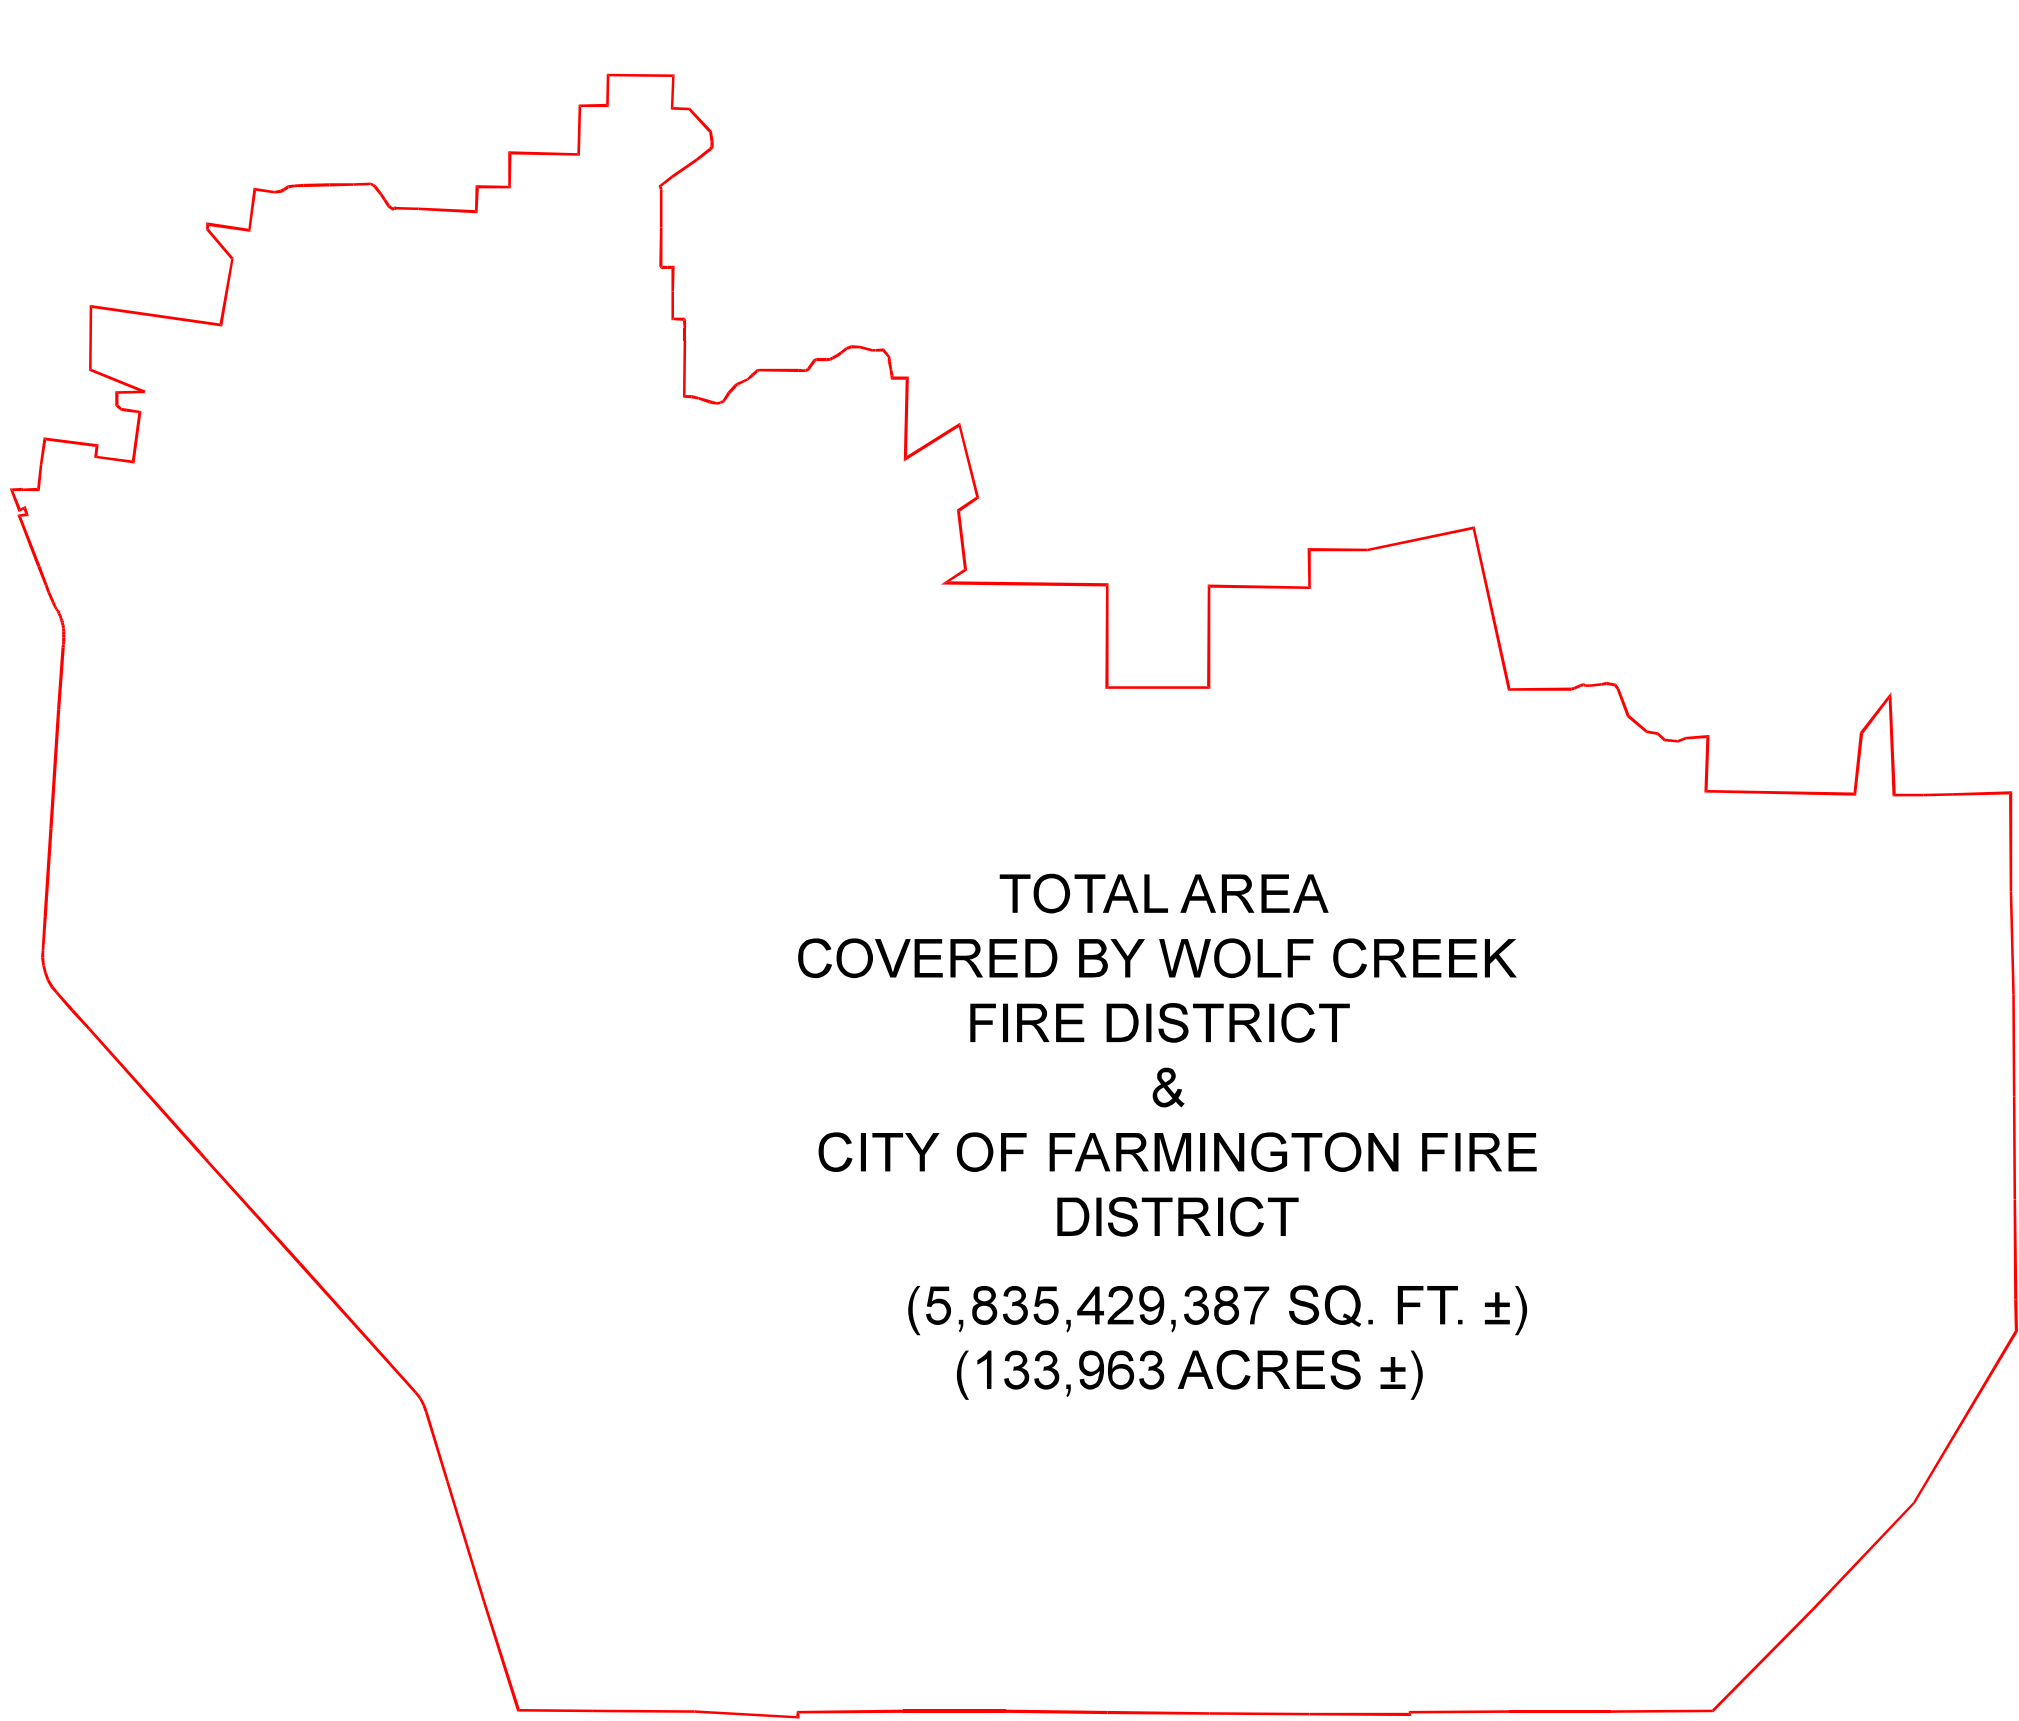 TOTAL AREA
COVERED BY WOLF CREEK
FIRE DISTRICT
&
CITY OF FARMINGTON FIRE
DISTRICT
(5,835,429,387 SQ. FT. ±)
(133,963 ACRES ±)